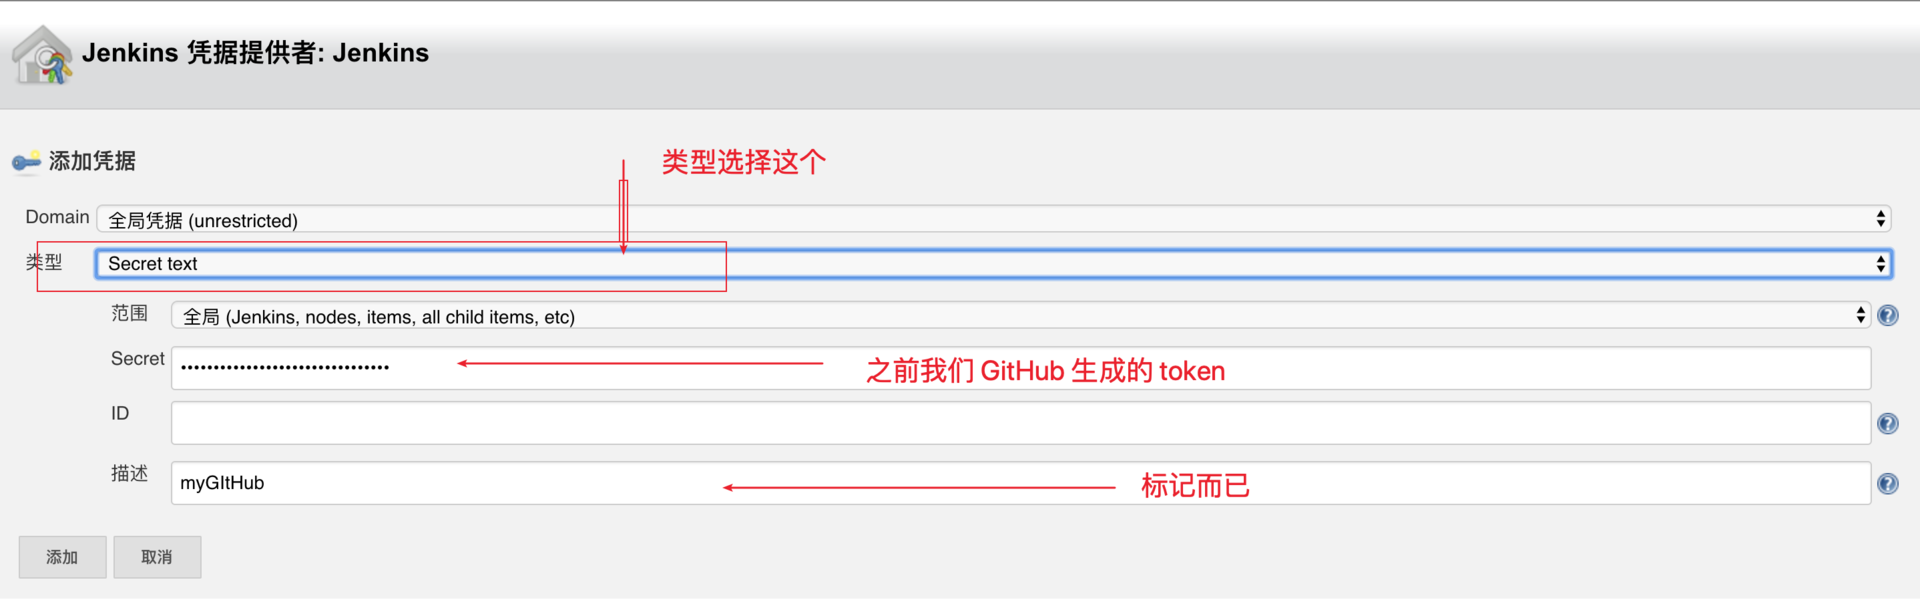 Jenkins 凭据提供者: Jenkins
添加凭据
类型选择这个
Domain 全局凭据 (unrestricted)
类型 Secret text
范围 全局 (Jenkins, nodes, items, all child items, etc)
Secret •••••••••••••••••••••••••••••••• 之前我们 GitHub 生成的 token
ID
描述 myGItHub 标记而已
添加 取消